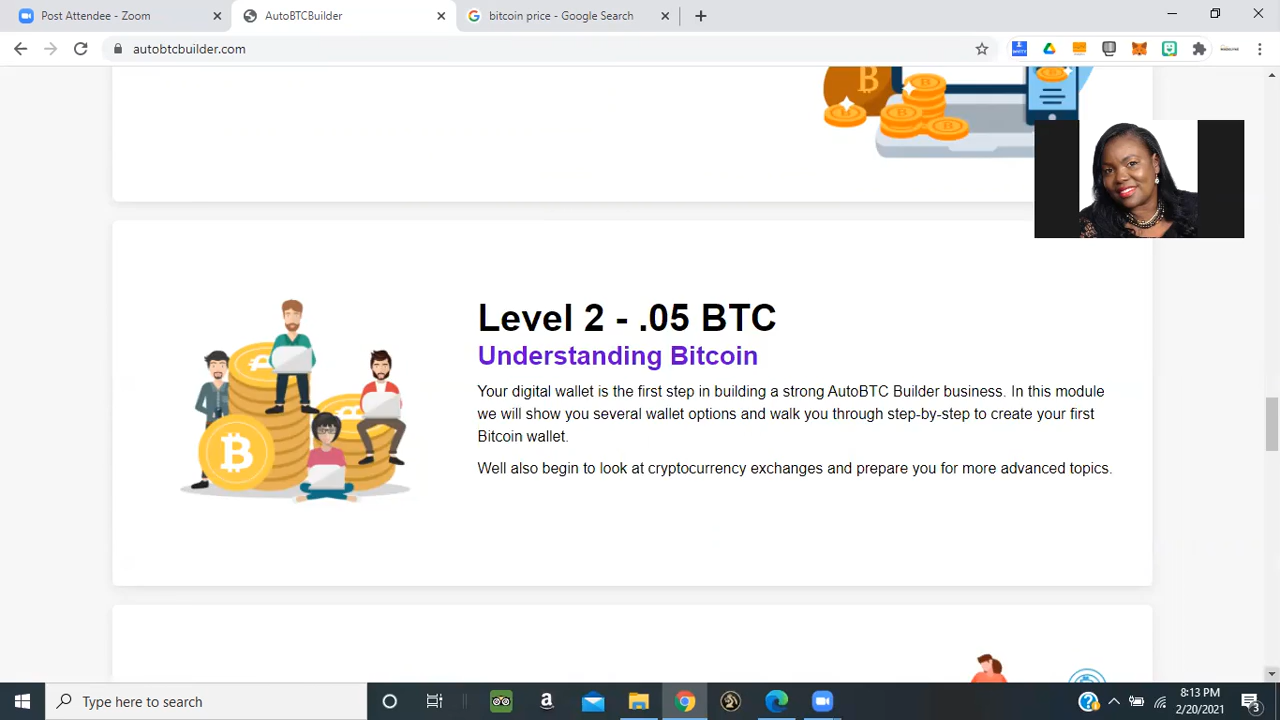 Post Attendee - Zoom
AutoBTCBuilder
bitcoin price - Google Search
autobtcbuilder.com
Level 2 - .05 BTC
Understanding Bitcoin
Your digital wallet is the first step in building a strong AutoBTC Builder business. In this module
we will show you several wallet options and walk you through step-by-step to create your first
Bitcoin wallet.
Well also begin to look at cryptocurrency exchanges and prepare you for more advanced topics.
Type here to search
8:13 PM
2/20/2021
3